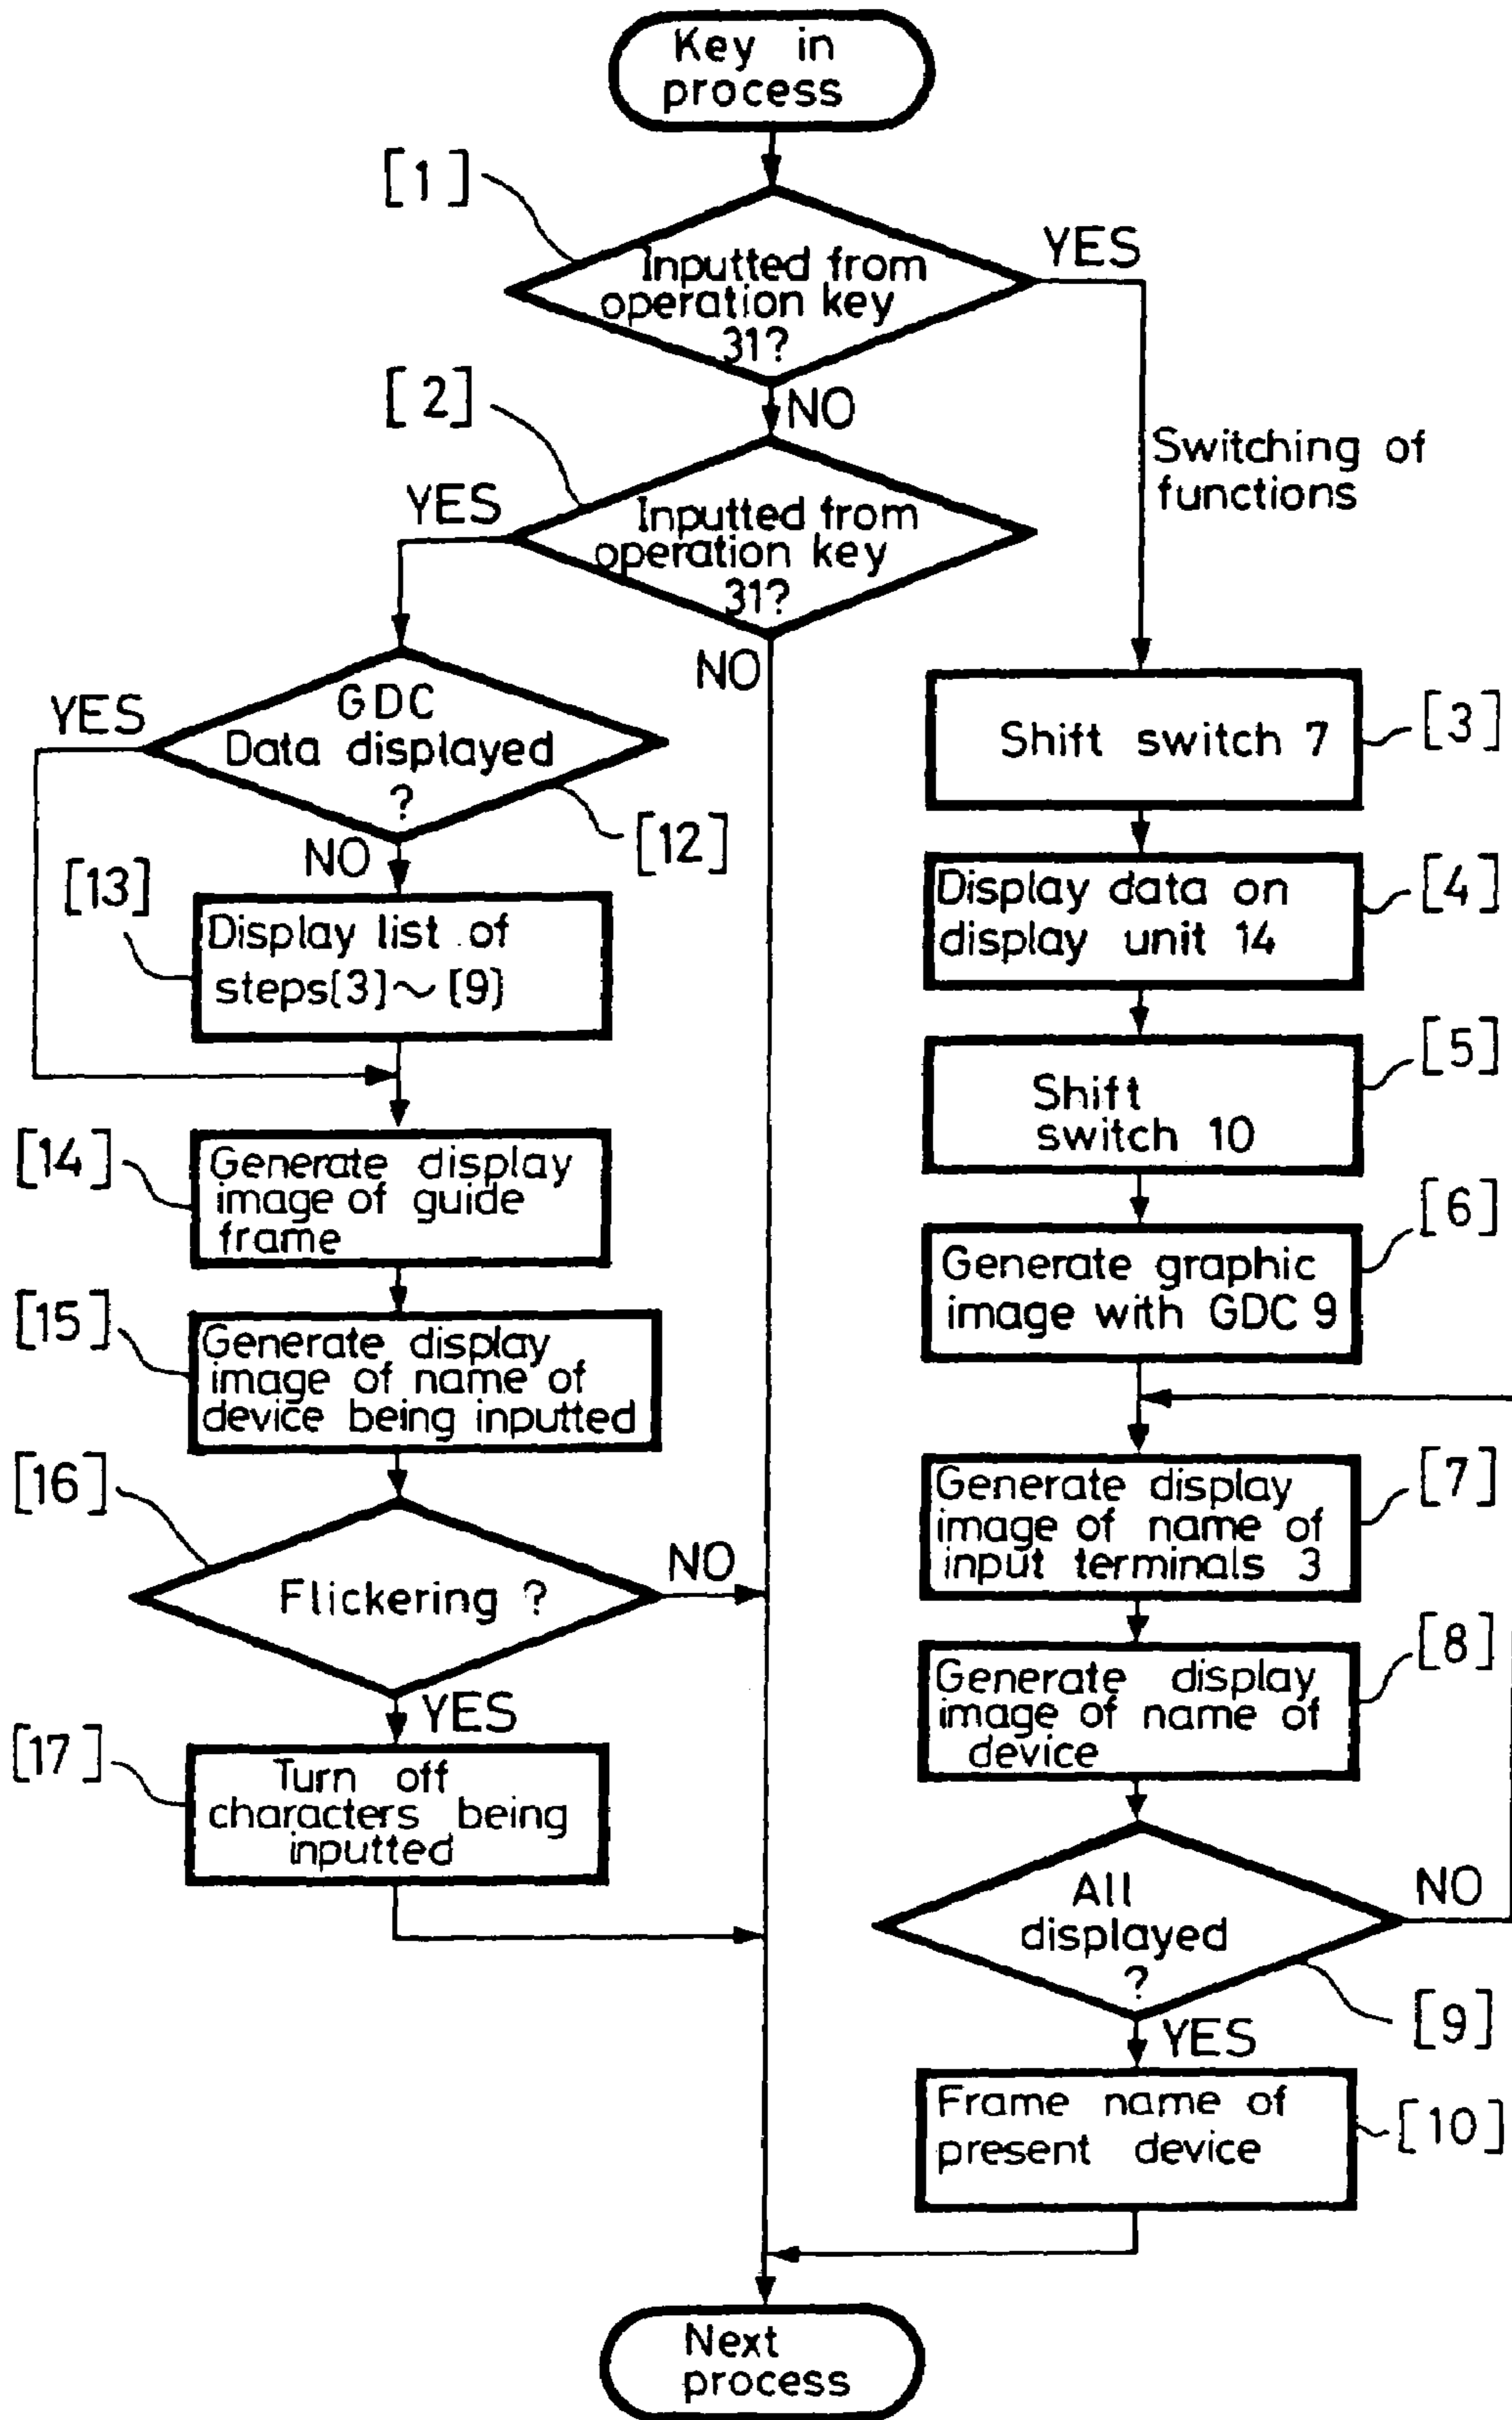 Key in
process
[1]
Inputted from
operation key
31?
YES
NO
Switching of
functions
[2]
Inputted from
operation key
31?
YES
NO
GDC
Data displayed
?
YES
NO
[12]
[13]
Display list of
steps[3]~[9]
[14]
Generate display
image of guide
frame
[15]
Generate display
image of name of
device being inputted
[16]
Flickering ?
NO
YES
[17]
Turn off
characters being
inputted
Shift switch 7
[3]
Display data on
display unit 14
[4]
Shift
switch 10
[5]
Generate graphic
image with GDC 9
[6]
Generate display
image of name of
input terminals 3
[7]
Generate display
image of name of
device
[8]
All
displayed
?
NO
[9]
YES
Frame name of
present device
[10]
Next
process